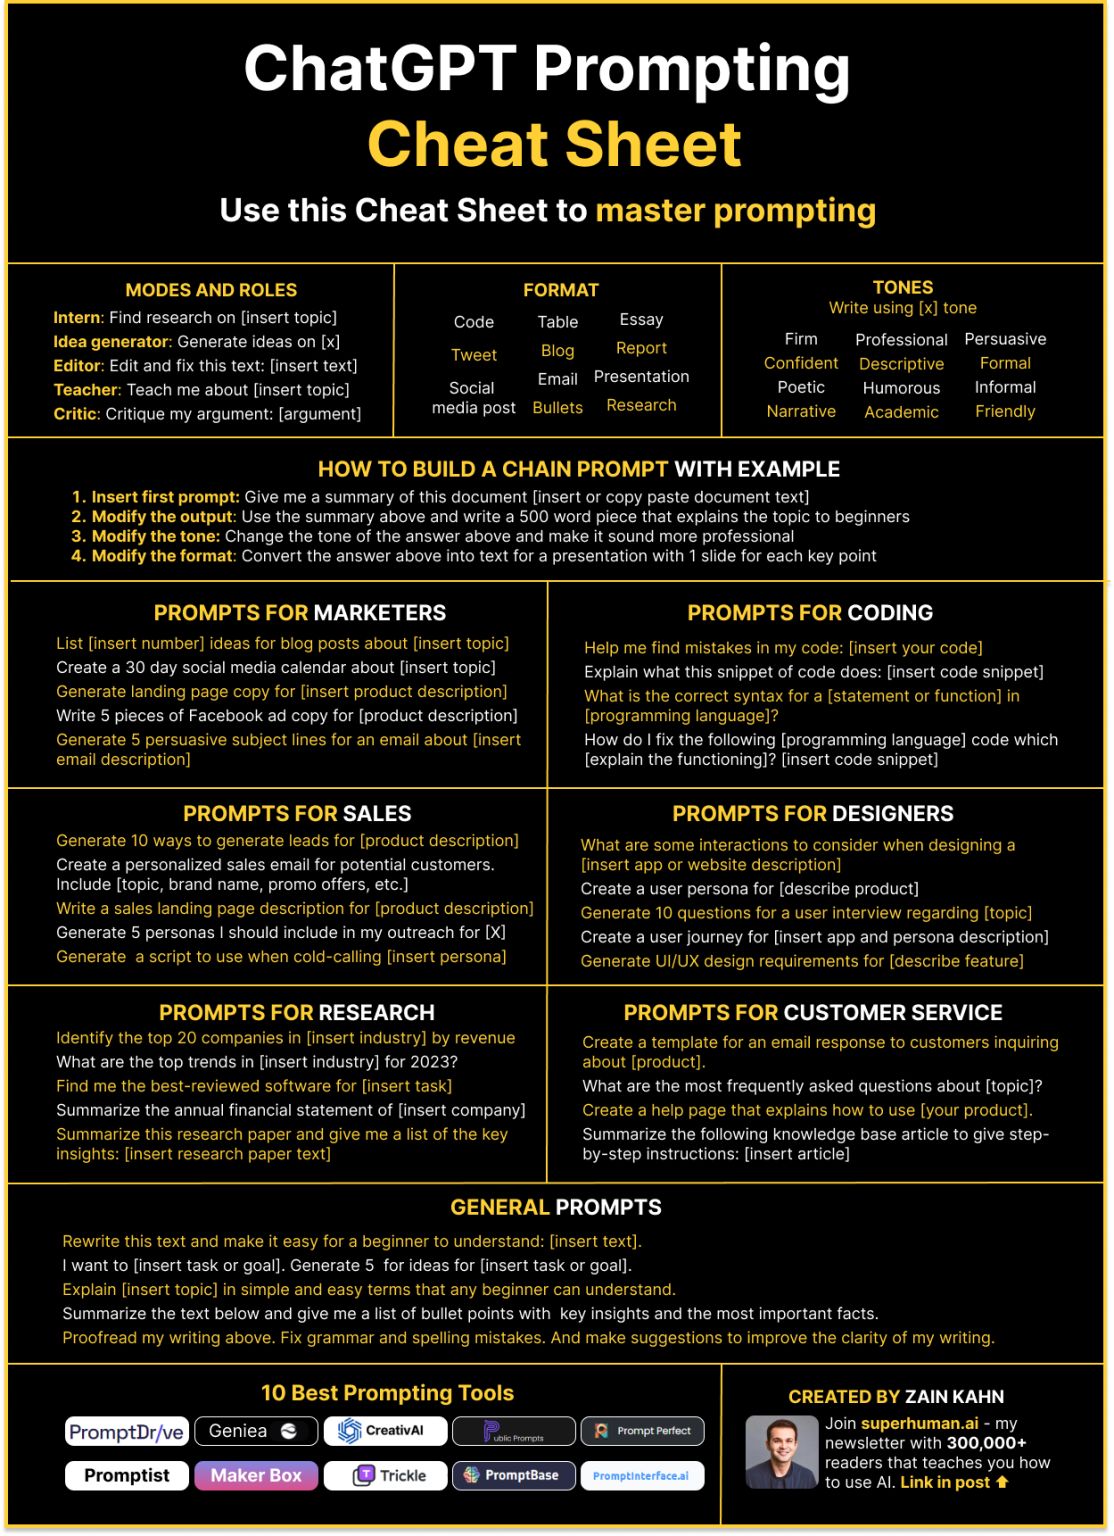 ChatGPT Prompting
Cheat Sheet
Use this Cheat Sheet to master prompting
MODES AND ROLES
Intern: Find research on [insert topic]
Idea generator: Generate ideas on [x]
Editor: Edit and fix this text: [insert text]
Teacher: Teach me about [insert topic]
Critic: Critique my argument: [argument]
FORMAT
Code Table Essay
Tweet Blog Report
Social
media post
Email Presentation
Bullets Research
TONES
Write using [x] tone
Firm Professional Persuasive
Confident Descriptive Formal
Poetic Humorous Informal
Narrative Academic Friendly
HOW TO BUILD A CHAIN PROMPT WITH EXAMPLE
1. Insert first prompt: Give me a summary of this document [insert or copy paste document text]
2. Modify the output: Use the summary above and write a 500 word piece that explains the topic to beginners
3. Modify the tone: Change the tone of the answer above and make it sound more professional
4. Modify the format: Convert the answer above into text for a presentation with 1 slide for each key point
PROMPTS FOR MARKETERS
List [insert number] ideas for blog posts about [insert topic]
Create a 30 day social media calendar about [insert topic]
Generate landing page copy for [insert product description]
Write 5 pieces of Facebook ad copy for [product description]
Generate 5 persuasive subject lines for an email about [insert
email description]
PROMPTS FOR CODING
Help me find mistakes in my code: [insert your code]
Explain what this snippet of code does: [insert code snippet]
What is the correct syntax for a [statement or function] in
[programming language]?
How do I fix the following [programming language] code which
[explain the functioning]? [insert code snippet]
PROMPTS FOR SALES
Generate 10 ways to generate leads for [product description]
Create a personalized sales email for potential customers.
Include [topic, brand name, promo offers, etc.]
Write a sales landing page description for [product description]
Generate 5 personas I should include in my outreach for [X]
Generate  a script to use when cold-calling [insert persona]
PROMPTS FOR DESIGNERS
What are some interactions to consider when designing a
[insert app or website description]
Create a user persona for [describe product]
Generate 10 questions for a user interview regarding [topic]
Create a user journey for [insert app and persona description]
Generate UI/UX design requirements for [describe feature]
PROMPTS FOR RESEARCH
Identify the top 20 companies in [insert industry] by revenue
What are the top trends in [insert industry] for 2023?
Find me the best-reviewed software for [insert task]
Summarize the annual financial statement of [insert company]
Summarize this research paper and give me a list of the key
insights: [insert research paper text]
PROMPTS FOR CUSTOMER SERVICE
Create a template for an email response to customers inquiring
about [product].
What are the most frequently asked questions about [topic]?
Create a help page that explains how to use [your product].
Summarize the following knowledge base article to give step-
by-step instructions: [insert article]
GENERAL PROMPTS
Rewrite this text and make it easy for a beginner to understand: [insert text].
I want to [insert task or goal]. Generate 5  for ideas for [insert task or goal].
Explain [insert topic] in simple and easy terms that any beginner can understand.
Summarize the text below and give me a list of bullet points with  key insights and the most important facts.
Proofread my writing above. Fix grammar and spelling mistakes. And make suggestions to improve the clarity of my writing.
10 Best Prompting Tools
PromptDr/ve Geniea CreativAI Public Prompts Prompt Perfect
Promptist Maker Box Trickle PromptBase PromptInterface.ai
CREATED BY ZAIN KAHN
Join superhuman.ai - my
newsletter with 300,000+
readers that teaches you how
to use AI. Link in post ⬆